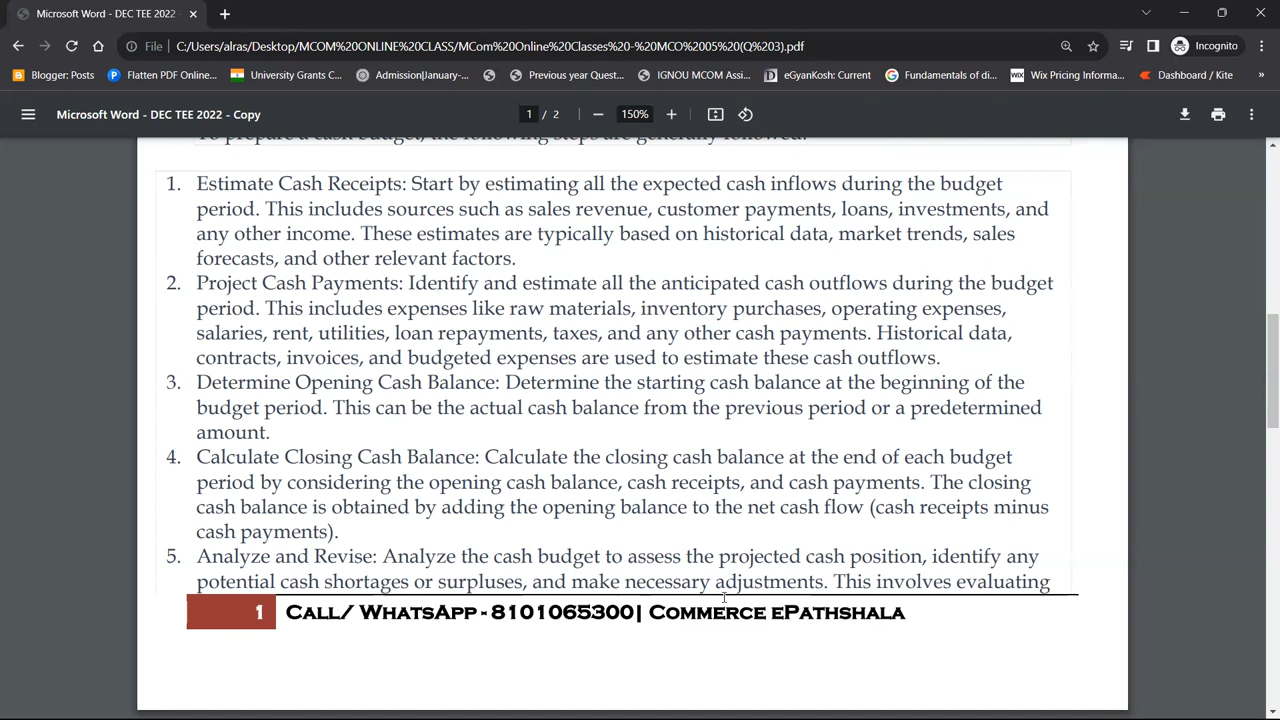 Microsoft Word - DEC TEE 2022 -
Incognito
File
C:/Users/alras/Desktop/MCOM%20ONLINE%20CLASS/MCom%20Online%20Classes%20-%20MCO%2005%20(Q%203).pdf
Blogger: Posts
Flatten PDF Online...
University Grants C...
Admission|January-...
Previous year Quest...
IGNOU MCOM Assi...
eGyanKosh: Current
Fundamentals of di...
Wix Pricing Informa...
Dashboard / Kite
Microsoft Word - DEC TEE 2022 - Copy
1 / 2
150%
To prepare a cash budget, the following steps are generally followed:
1. Estimate Cash Receipts: Start by estimating all the expected cash inflows during the budget
period. This includes sources such as sales revenue, customer payments, loans, investments, and
any other income. These estimates are typically based on historical data, market trends, sales
forecasts, and other relevant factors.
2. Project Cash Payments: Identify and estimate all the anticipated cash outflows during the budget
period. This includes expenses like raw materials, inventory purchases, operating expenses,
salaries, rent, utilities, loan repayments, taxes, and any other cash payments. Historical data,
contracts, invoices, and budgeted expenses are used to estimate these cash outflows.
3. Determine Opening Cash Balance: Determine the starting cash balance at the beginning of the
budget period. This can be the actual cash balance from the previous period or a predetermined
amount.
4. Calculate Closing Cash Balance: Calculate the closing cash balance at the end of each budget
period by considering the opening cash balance, cash receipts, and cash payments. The closing
cash balance is obtained by adding the opening balance to the net cash flow (cash receipts minus
cash payments).
5. Analyze and Revise: Analyze the cash budget to assess the projected cash position, identify any
potential cash shortages or surpluses, and make necessary adjustments. This involves evaluating
1 Call/ WhatsApp - 8101065300| Commerce ePathshala